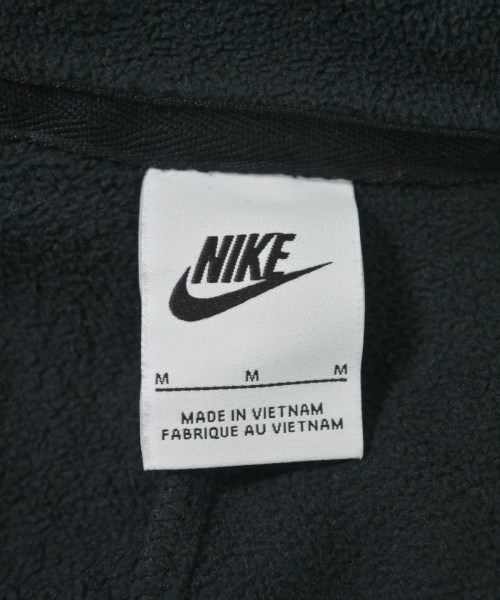 NIKE
M M M
MADE IN VIETNAM
FABRIQUE AU VIETNAM